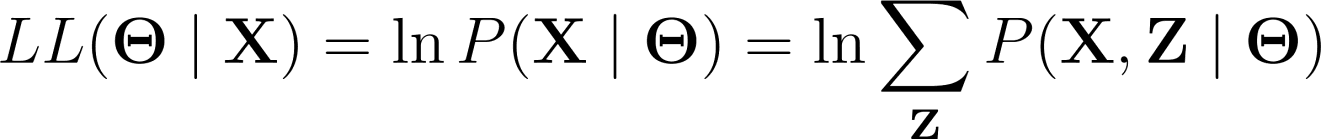 LL(𝚯 ∣ 𝐗) = ln P(𝐗 ∣ 𝚯) = ln ∑_𝐙 P(𝐗, 𝐙 ∣ 𝚯)